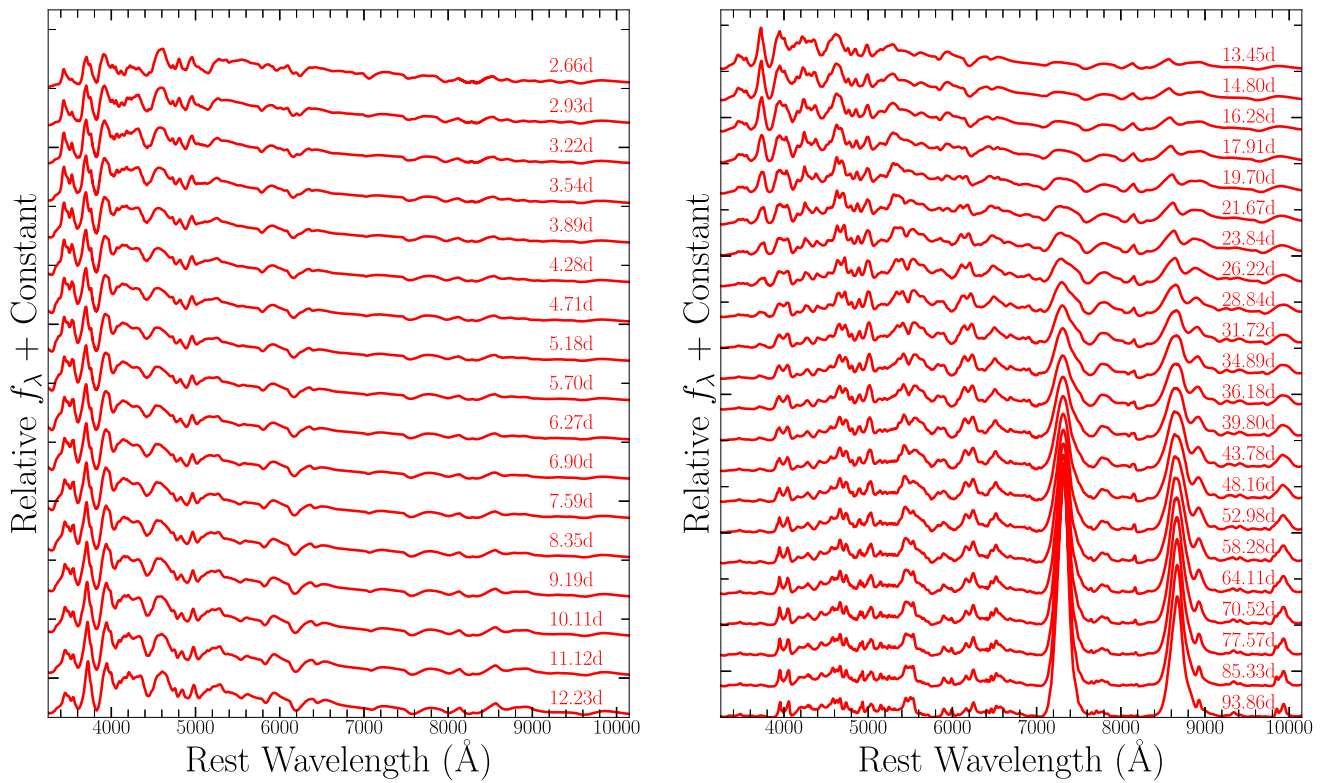 Relative fλ + Constant
2.66d
2.93d
3.22d
3.54d
3.89d
4.28d
4.71d
5.18d
5.70d
6.27d
6.90d
7.59d
8.35d
9.19d
10.11d
11.12d
12.23d
4000 5000 6000 7000 8000 9000 10000
Rest Wavelength (Å)
Relative fλ + Constant
13.45d
14.80d
16.28d
17.91d
19.70d
21.67d
23.84d
26.22d
28.84d
31.72d
34.89d
36.18d
39.80d
43.78d
48.16d
52.98d
58.28d
64.11d
70.52d
77.57d
85.33d
93.86d
4000 5000 6000 7000 8000 9000 10000
Rest Wavelength (Å)